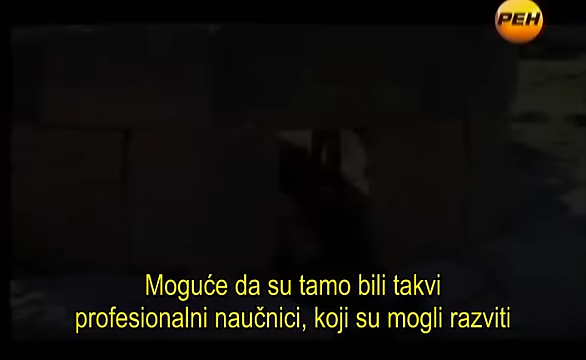 РЕН
Moguće da su tamo bili takvi
profesionalni naučnici, koji su mogli razviti